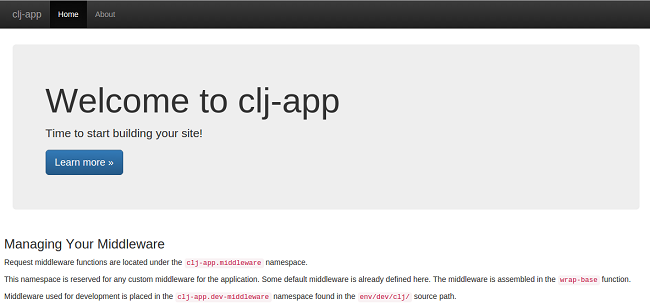 clj-app Home About
Welcome to clj-app
Time to start building your site!
Learn more »
Managing Your Middleware
Request middleware functions are located under the clj-app.middleware namespace.
This namespace is reserved for any custom middleware for the application. Some default middleware is already defined here. The middleware is assembled in the wrap-base function.
Middleware used for development is placed in the clj-app.dev-middleware namespace found in the env/dev/clj/ source path.